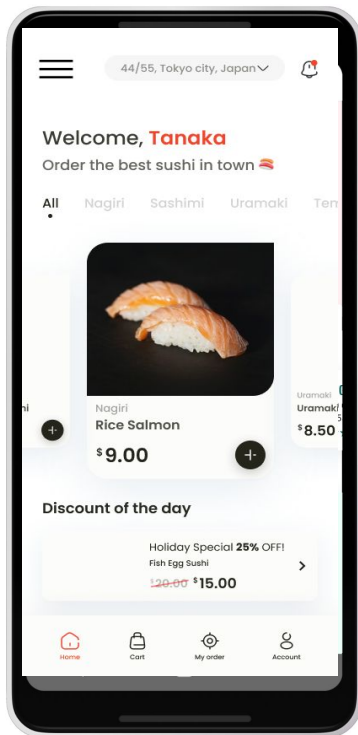 44/55, Tokyo city, Japan
Welcome, Tanaka
Order the best sushi in town 🍣
All Nagiri Sashimi Uramaki Tem
Nagiri
Rice Salmon
$9.00
hi
Uramaki
Uramaki
$8.50
Discount of the day
Holiday Special 25% OFF!
Fish Egg Sushi
$20.00 $15.00
Home Cart My order Account